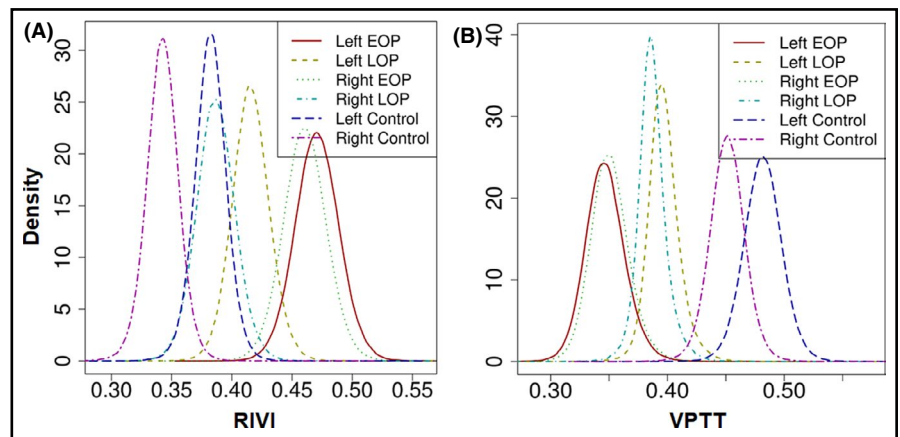 (A)
Density
30
25
20
15
10
5
0
Left EOP
Left LOP
Right EOP
Right LOP
Left Control
Right Control
0.30 0.35 0.40 0.45 0.50 0.55
RIVI
(B)
40
30
20
10
0
Left EOP
Left LOP
Right EOP
Right LOP
Left Control
Right Control
0.30 0.40 0.50
VPTT